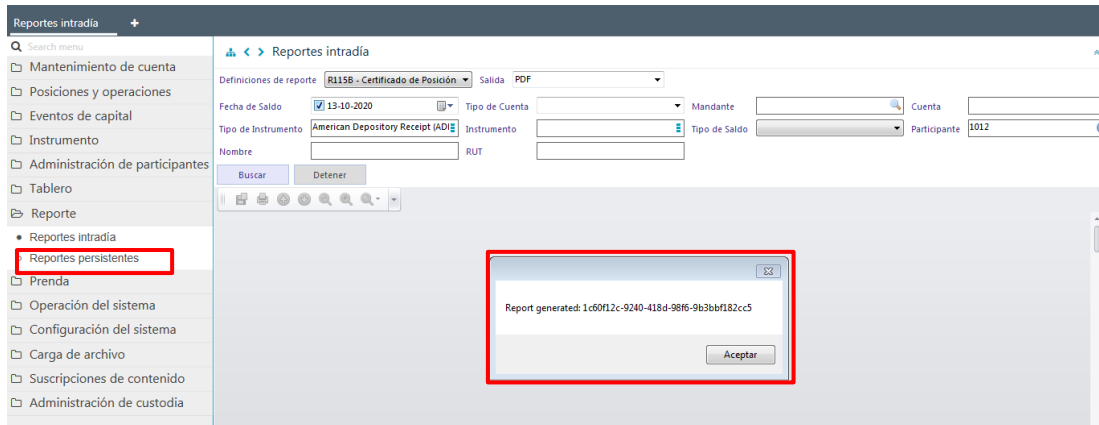 Reportes intradía +
Search menu
Mantenimiento de cuenta
Posiciones y operaciones
Eventos de capital
Instrumento
Administración de participantes
Tablero
Reporte
Reportes intradía
Reportes persistentes
Prenda
Operación del sistema
Configuración del sistema
Carga de archivo
Suscripciones de contenido
Administración de custodia
Reportes intradía
Definiciones de reporte R115B - Certificado de Posición Salida PDF
Fecha de Saldo 13-10-2020 Tipo de Cuenta Mandante Cuenta
Tipo de Instrumento American Depository Receipt (ADR Instrumento Tipo de Saldo Participante 1012
Nombre RUT
Buscar Detener
Report generated: 1c60f12c-9240-418d-98f6-9b3bbf182cc5
Aceptar